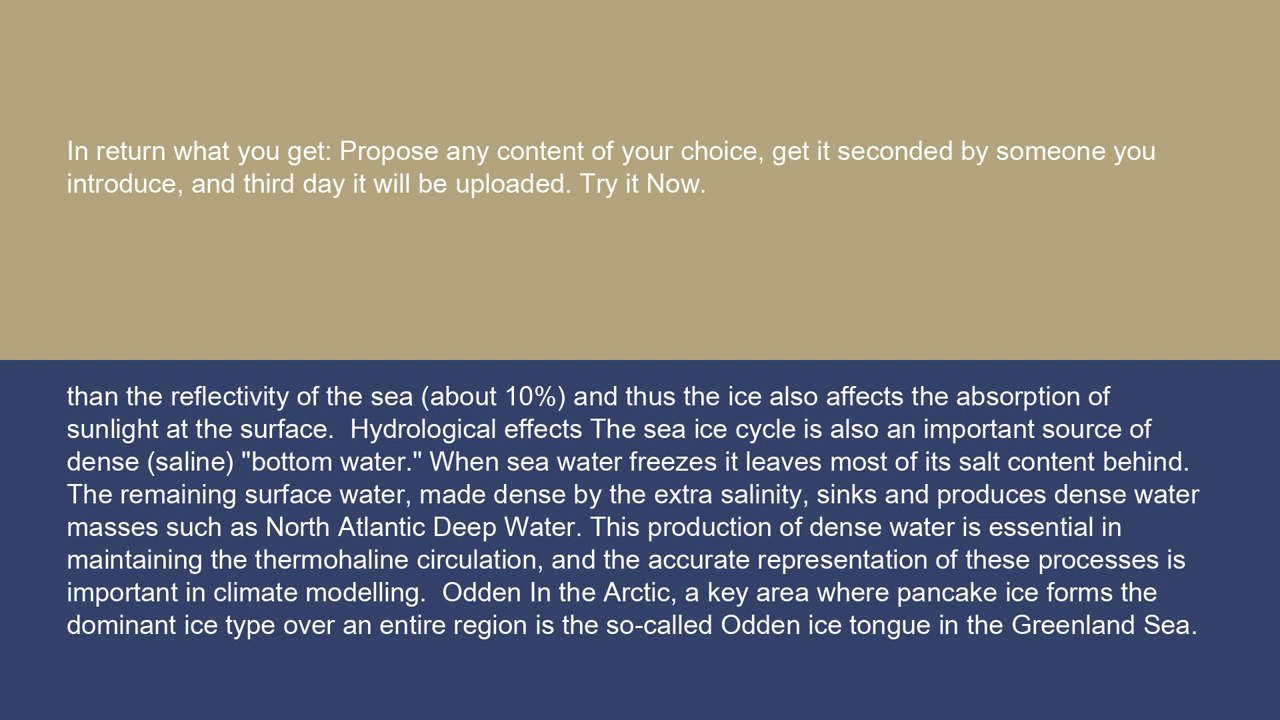 In return what you get: Propose any content of your choice, get it seconded by someone you
introduce, and third day it will be uploaded. Try it Now.
than the reflectivity of the sea (about 10%) and thus the ice also affects the absorption of
sunlight at the surface.  Hydrological effects The sea ice cycle is also an important source of
dense (saline) "bottom water." When sea water freezes it leaves most of its salt content behind.
The remaining surface water, made dense by the extra salinity, sinks and produces dense water
masses such as North Atlantic Deep Water. This production of dense water is essential in
maintaining the thermohaline circulation, and the accurate representation of these processes is
important in climate modelling.  Odden In the Arctic, a key area where pancake ice forms the
dominant ice type over an entire region is the so-called Odden ice tongue in the Greenland Sea.